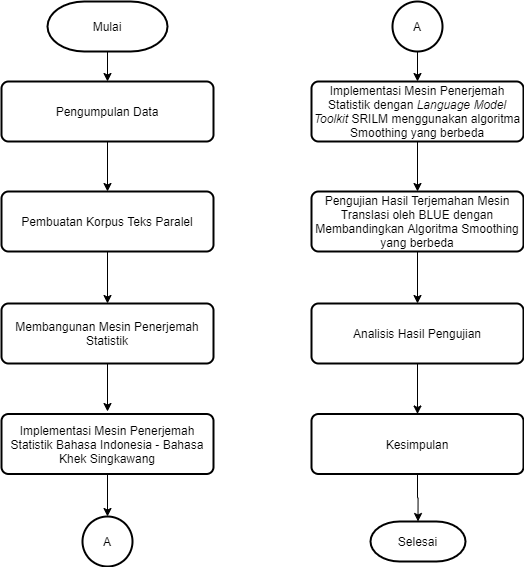 Mulai
Pengumpulan Data
Pembuatan Korpus Teks Paralel
Membangunan Mesin Penerjemah
Statistik
Implementasi Mesin Penerjemah
Statistik Bahasa Indonesia - Bahasa
Khek Singkawang
A
A
Implementasi Mesin Penerjemah
Statistik dengan Language Model
Toolkit SRILM menggunakan algoritma
Smoothing yang berbeda
Pengujian Hasil Terjemahan Mesin
Translasi oleh BLUE dengan
Membandingkan Algoritma Smoothing
yang berbeda
Analisis Hasil Pengujian
Kesimpulan
Selesai